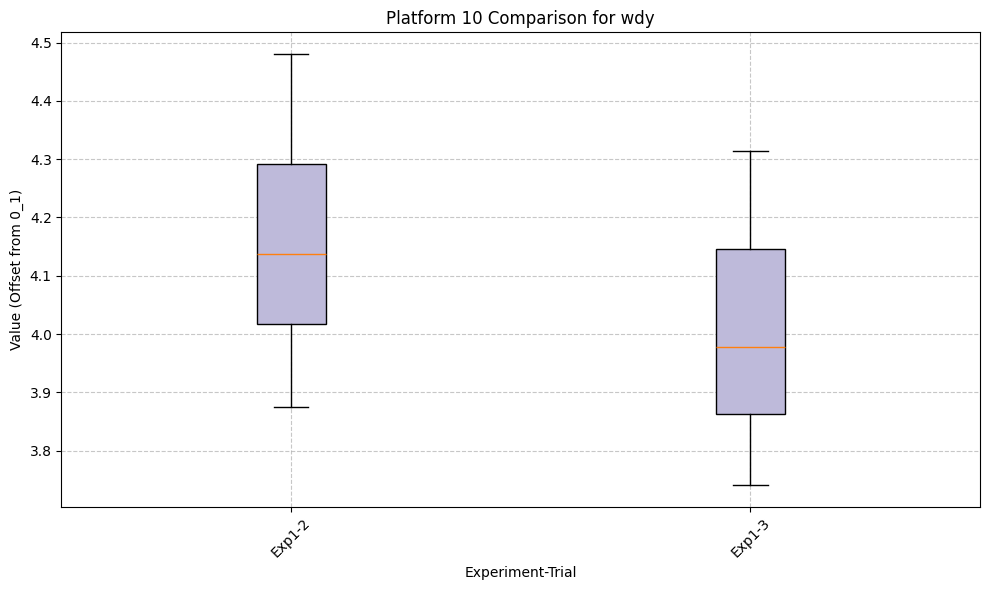 Platform 10 Comparison for wdy
Value (Offset from 0_1)
4.5
4.4
4.3
4.2
4.1
4.0
3.9
3.8
Exp1-2
Exp1-3
Experiment-Trial